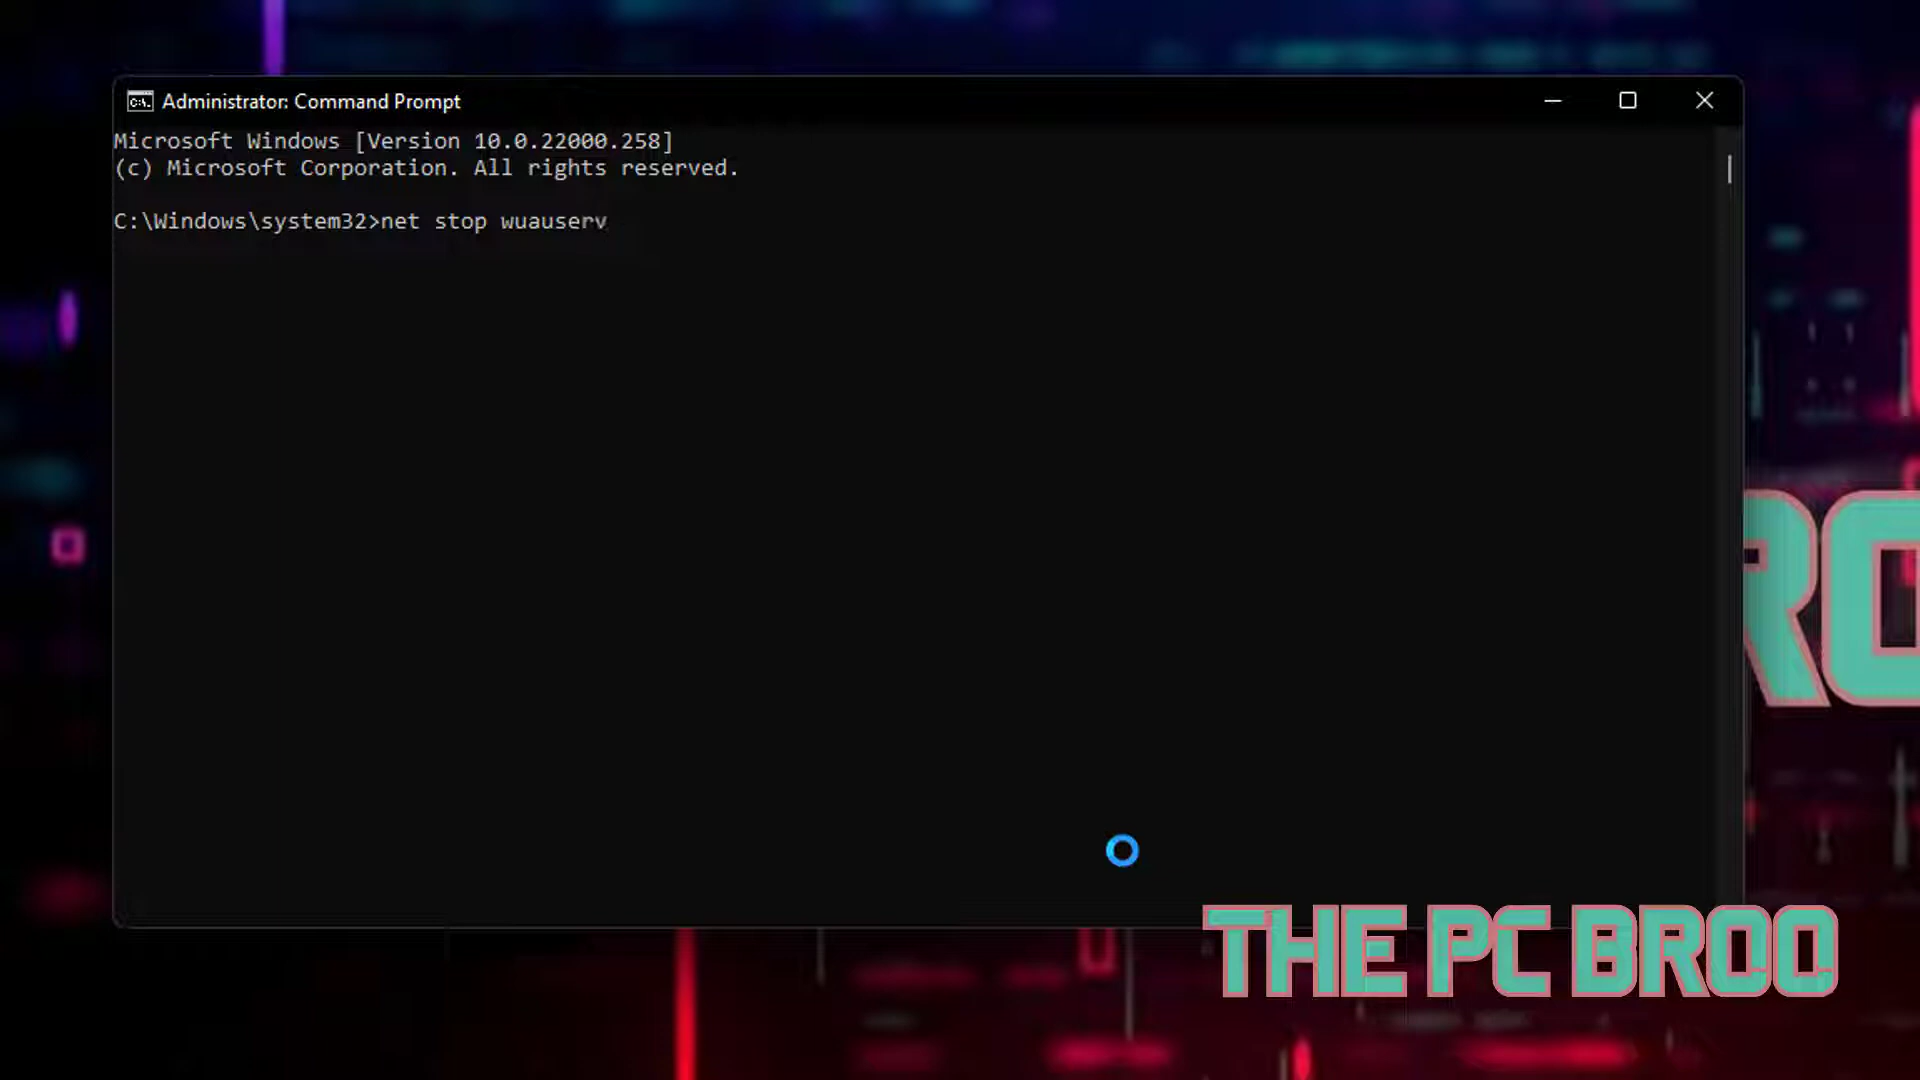 Administrator: Command Prompt
Microsoft Windows [Version 10.0.22000.258]
(c) Microsoft Corporation. All rights reserved.
C:\Windows\system32>net stop wuauserv
RO
THE PC BROO